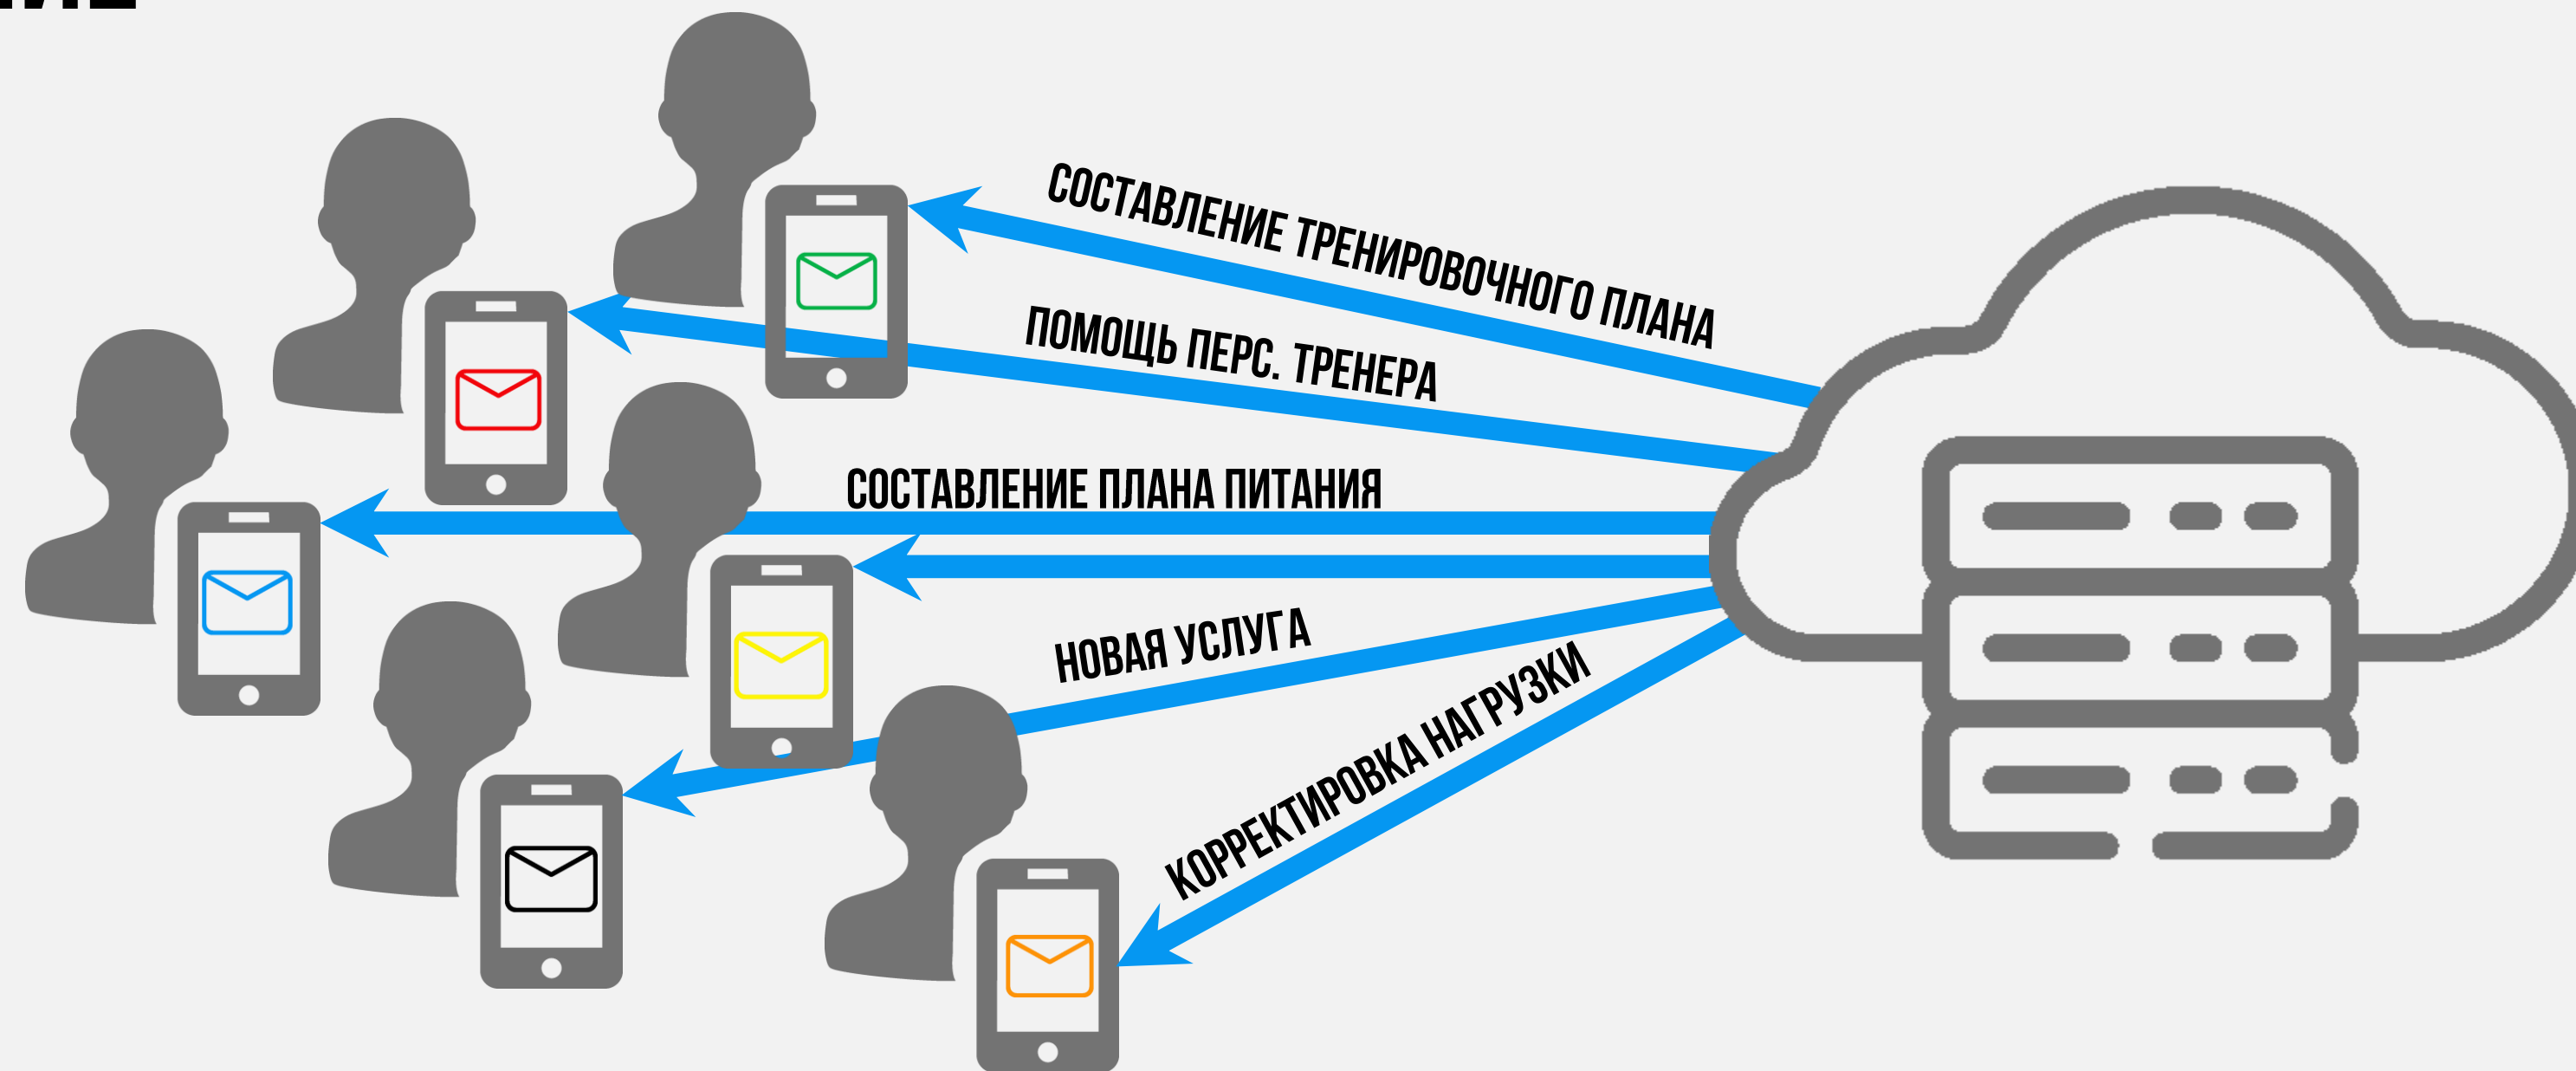 СОСТАВЛЕНИЕ ТРЕНИРОВОЧНОГО ПЛАНА
ПОМОЩЬ ПЕРС. ТРЕНЕРА
СОСТАВЛЕНИЕ ПЛАНА ПИТАНИЯ
НОВАЯ УСЛУГА
КОРРЕКТИРОВКА НАГРУЗКИ